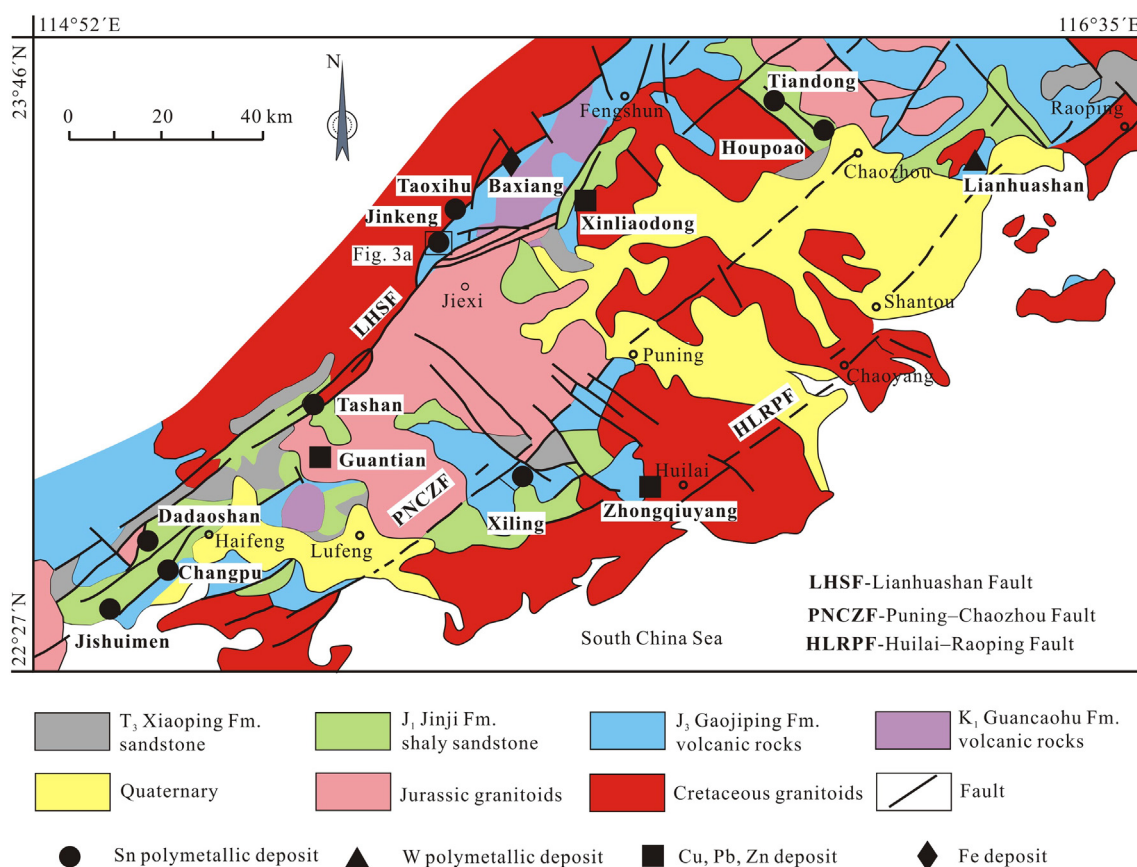 114°52´E
116°35´E
23°46´N
N
0 20 40 km
Tiandong
Fengshun
Raoping
Houpoao
Chaozhou
Taoxihu
Baxiang
Lianhuashan
Jinkeng
Xinliaodong
Fig. 3a
Jiexi
Shantou
LHSF
Puning
Chaoyang
Tashan
HLRPF
Guantian
PNCZF
Huilai
Xiling
Zhongqiuyang
Dadaoshan
Haifeng
Lufeng
Changpu
LHSF-Lianhuashan Fault
PNCZF-Puning–Chaozhou Fault
HLRPF-Huilai–Raoping Fault
South China Sea
Jishuimen
22°27´N
T3 Xiaoping Fm.
sandstone
J1 Jinji Fm.
shaly sandstone
J3 Gaojiping Fm.
volcanic rocks
K1 Guancaohu Fm.
volcanic rocks
Quaternary
Jurassic granitoids
Cretaceous granitoids
Fault
Sn polymetallic deposit
W polymetallic deposit
Cu, Pb, Zn deposit
Fe deposit